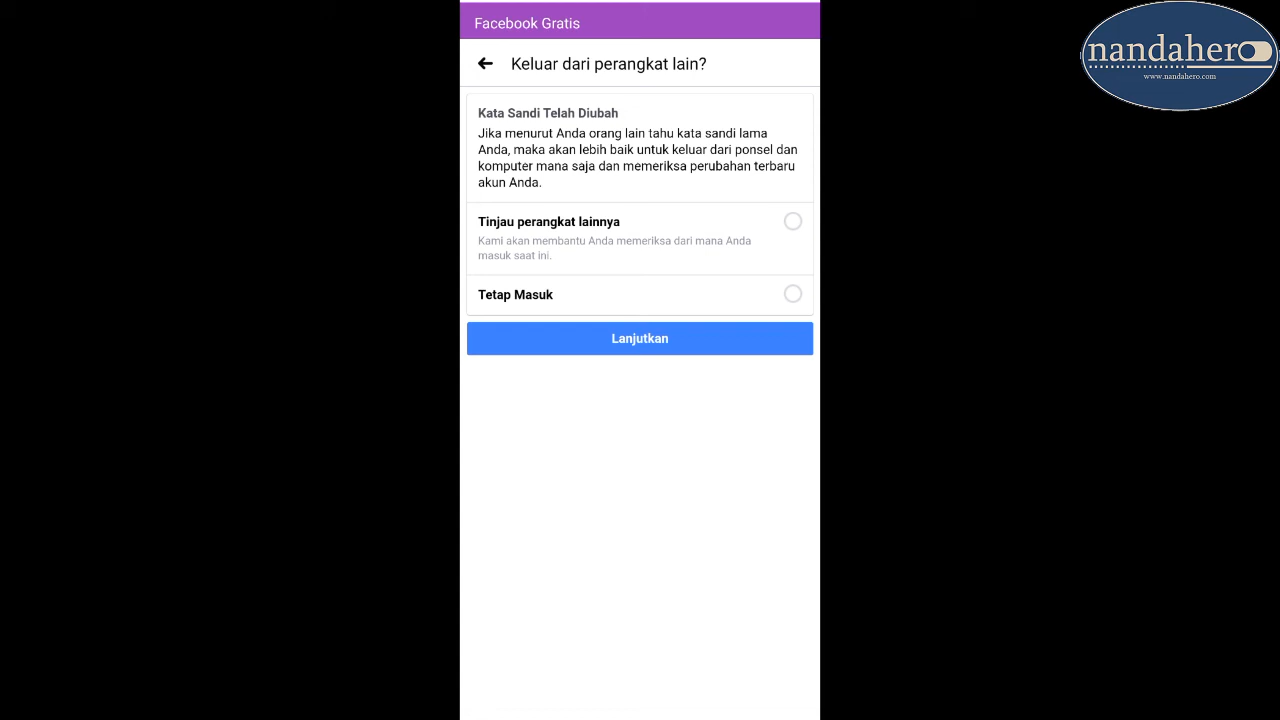 Facebook Gratis
nandahero
www.nandahero.com
Keluar dari perangkat lain?
Kata Sandi Telah Diubah
Jika menurut Anda orang lain tahu kata sandi lama
Anda, maka akan lebih baik untuk keluar dari ponsel dan
komputer mana saja dan memeriksa perubahan terbaru
akun Anda.
Tinjau perangkat lainnya
Kami akan membantu Anda memeriksa dari mana Anda
masuk saat ini.
Tetap Masuk
Lanjutkan